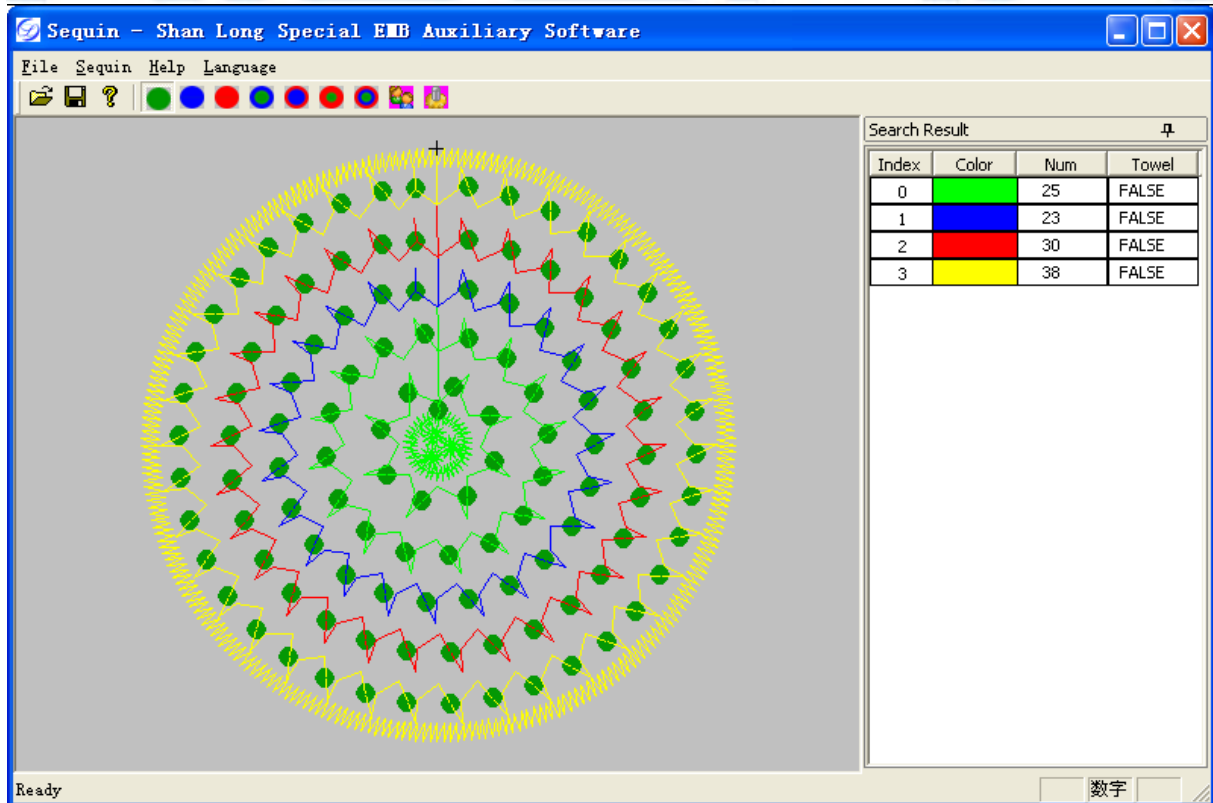 Sequin - Shan Long Special EMB Auxiliary Software
File Sequin Help Language
Search Result
Index Color Num Towel
0 25 FALSE
1 23 FALSE
2 30 FALSE
3 38 FALSE
Ready 数字